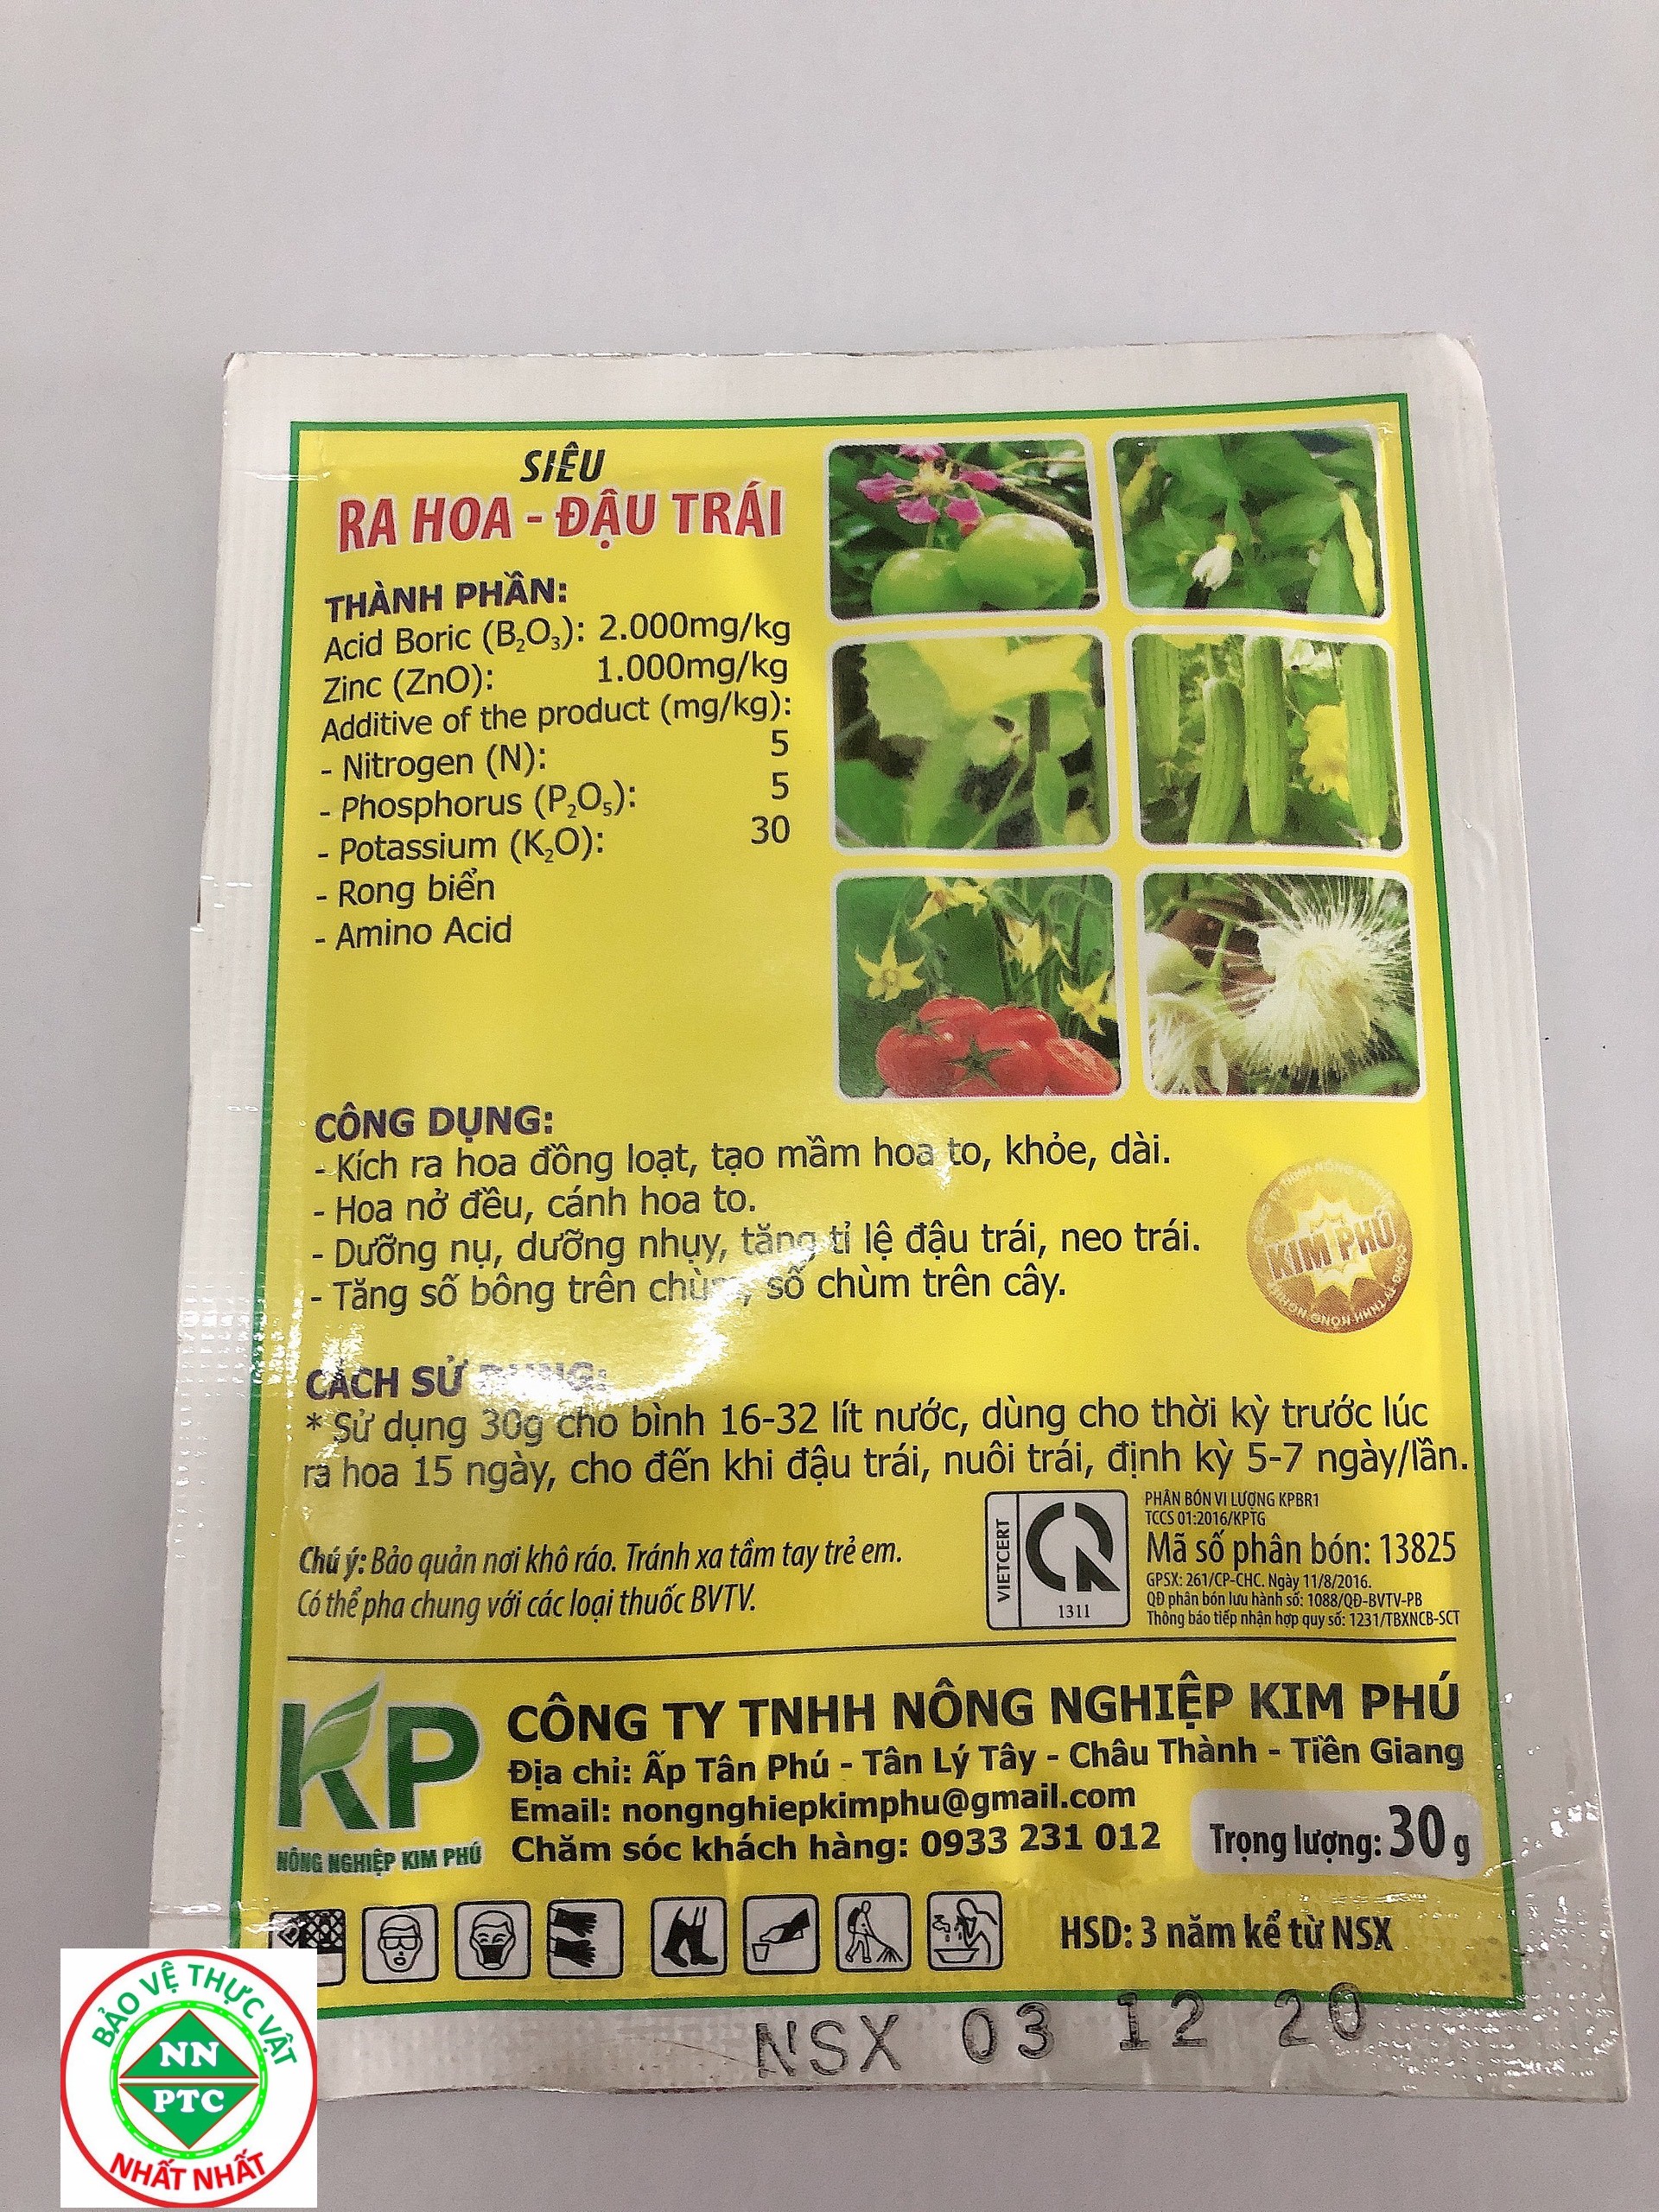 SIÊU
RA HOA - ĐẬU TRÁI
THÀNH PHẦN:
Acid Boric (B₂O₃): 2.000mg/kg
Zinc (ZnO): 1.000mg/kg
Additive of the product (mg/kg):
- Nitrogen (N): 5
- Phosphorus (P₂O₅): 5
- Potassium (K₂O): 30
- Rong biển
- Amino Acid
CÔNG DỤNG:
- Kích ra hoa đồng loạt, tạo mầm hoa to, khỏe, dài.
- Hoa nở đều, cánh hoa to.
- Dưỡng nụ, dưỡng nhụy, tăng tỉ lệ đậu trái, neo trái.
- Tăng số bông trên chùm, số chùm trên cây.
KIM PHÚ
CÁCH SỬ DỤNG:
* Sử dụng 30g cho bình 16-32 lít nước, dùng cho thời kỳ trước lúc
ra hoa 15 ngày, cho đến khi đậu trái, nuôi trái, định kỳ 5-7 ngày/lần.
Chú ý: Bảo quản nơi khô ráo. Tránh xa tầm tay trẻ em.
Có thể pha chung với các loại thuốc BVTV.
VIETCERT
1311
PHÂN BÓN VI LƯỢNG KPBR1
TCCS 01:2016/KPTG
Mã số phân bón: 13825
GPSX: 261/CP-CHC. Ngày 11/8/2016.
QĐ phân bón lưu hành số: 1088/QĐ-BVTV-PB
Thông báo tiếp nhận hợp quy số: 1231/TBXNCB-SCT
KP
NÔNG NGHIỆP KIM PHÚ
CÔNG TY TNHH NÔNG NGHIỆP KIM PHÚ
Địa chỉ: Ấp Tân Phú - Tân Lý Tây - Châu Thành - Tiền Giang
Email: nongnghiepkimphu@gmail.com
Chăm sóc khách hàng: 0933 231 012
Trọng lượng: 30g
HSD: 3 năm kể từ NSX
NSX 03 12 20
BẢO VỆ THỰC VẬT
NN
PTC
NHẤT NHẤT